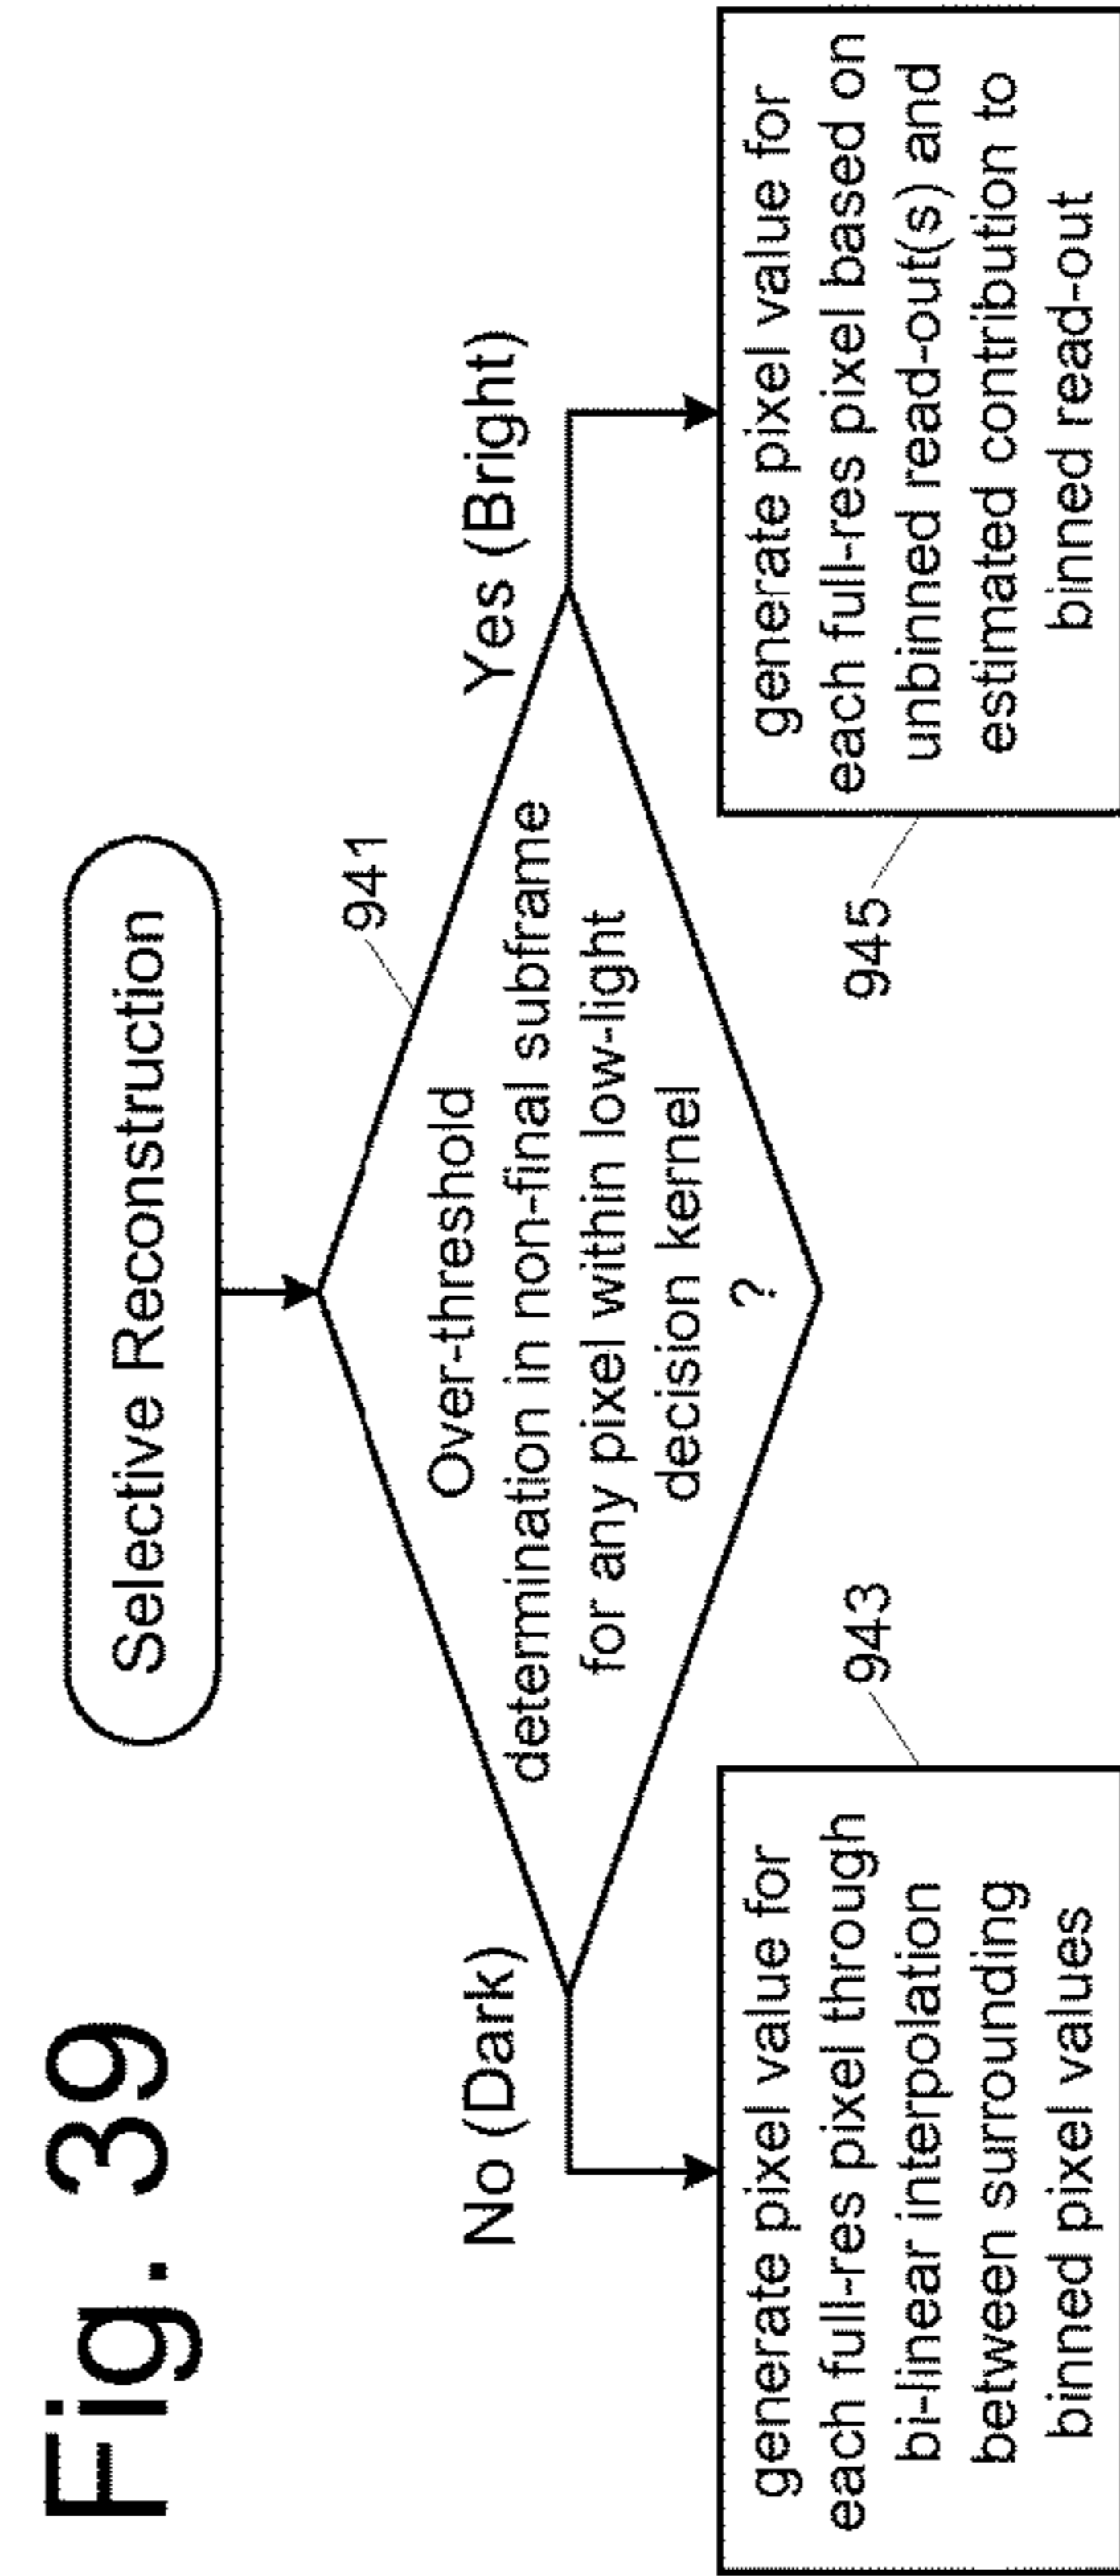 Fig. 39
Selective Reconstruction
941
Over-threshold
determination in non-final subframe
for any pixel within low-light
decision kernel
?
No (Dark)
Yes (Bright)
943
generate pixel value for
each full-res pixel through
bi-linear interpolation
between surrounding
binned pixel values
945
generate pixel value for
each full-res pixel based on
unbinned read-out(s) and
estimated contribution to
binned read-out